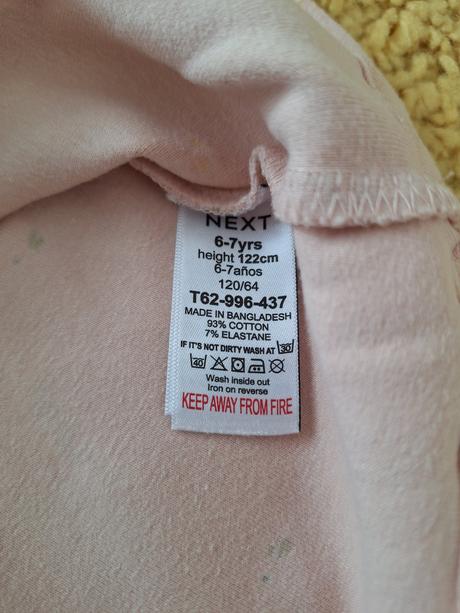 NEXT
6-7yrs
height 122cm
6-7años
120/64
T62-996-437
MADE IN BANGLADESH
93% COTTON
7% ELASTANE
IF IT'S NOT DIRTY WASH AT 30
40
Wash inside out
Iron on reverse
KEEP AWAY FROM FIRE